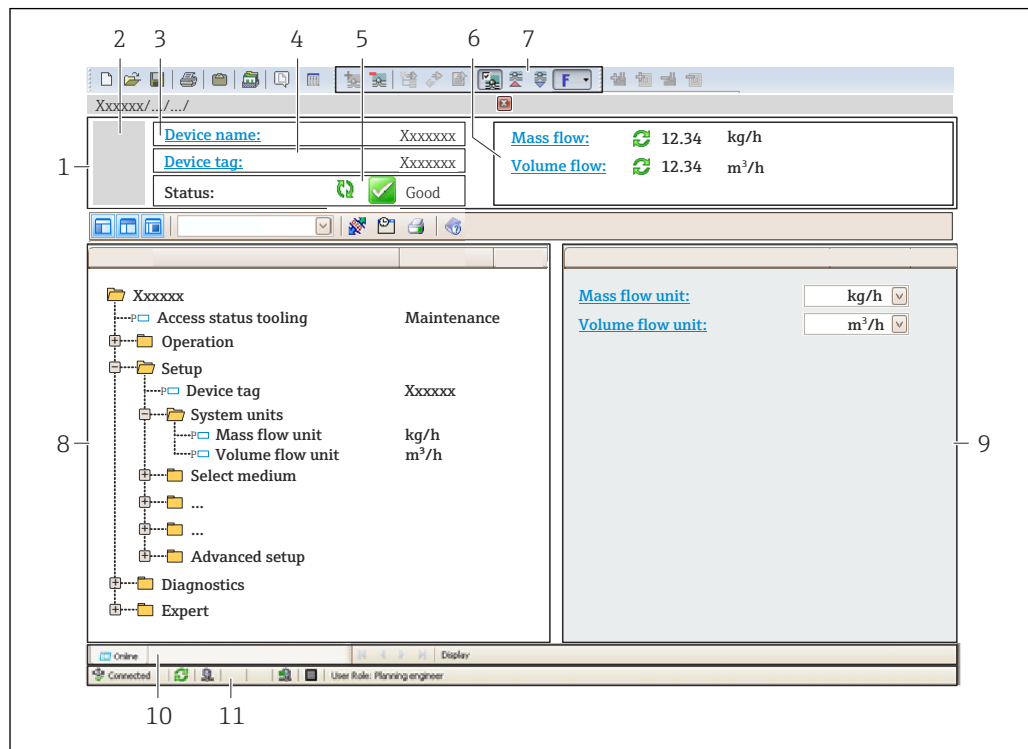 2 3 4 5 6 7
F
Xxxxxx/.../.../
1
Device name: Xxxxxxx
Device tag: Xxxxxxx
Status: Good
Mass flow: 12.34 kg/h
Volume flow: 12.34 m³/h
Xxxxxx
P Access status tooling Maintenance
Operation
Setup
P Device tag Xxxxxx
System units
P Mass flow unit kg/h
P Volume flow unit m³/h
Select medium
...
...
Advanced setup
Diagnostics
Expert
8
Mass flow unit: kg/h
Volume flow unit: m³/h
9
Online Display
Connected User Role: Planning engineer
10 11